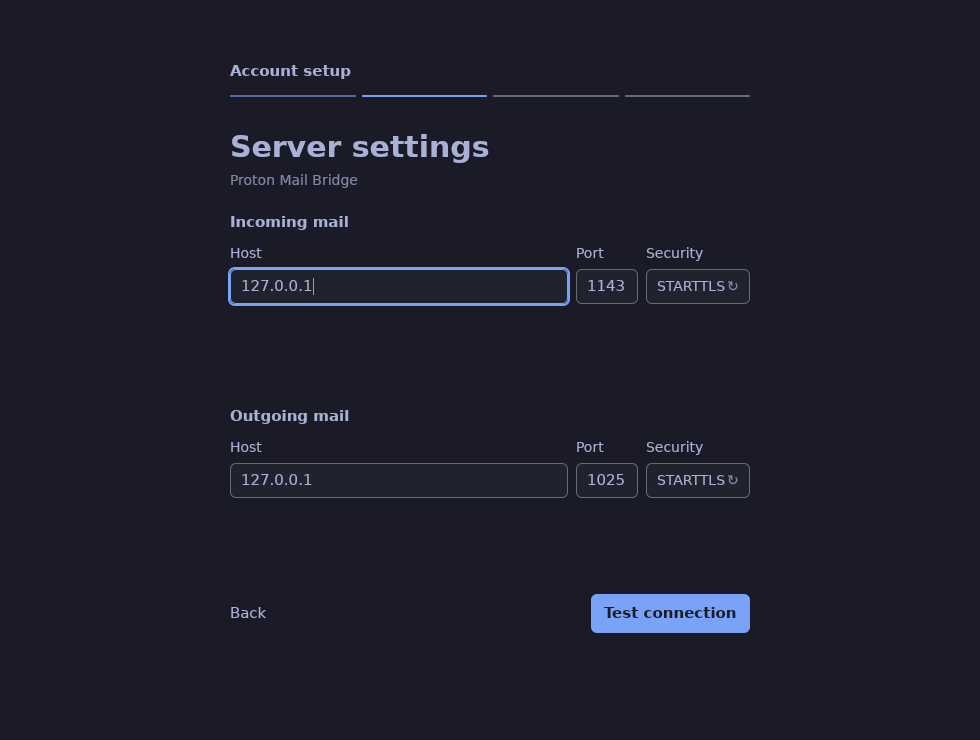 Account setup
Server settings
Proton Mail Bridge
Incoming mail
Host Port Security
127.0.0.1 1143 STARTTLS↻
Outgoing mail
Host Port Security
127.0.0.1 1025 STARTTLS↻
Back Test connection